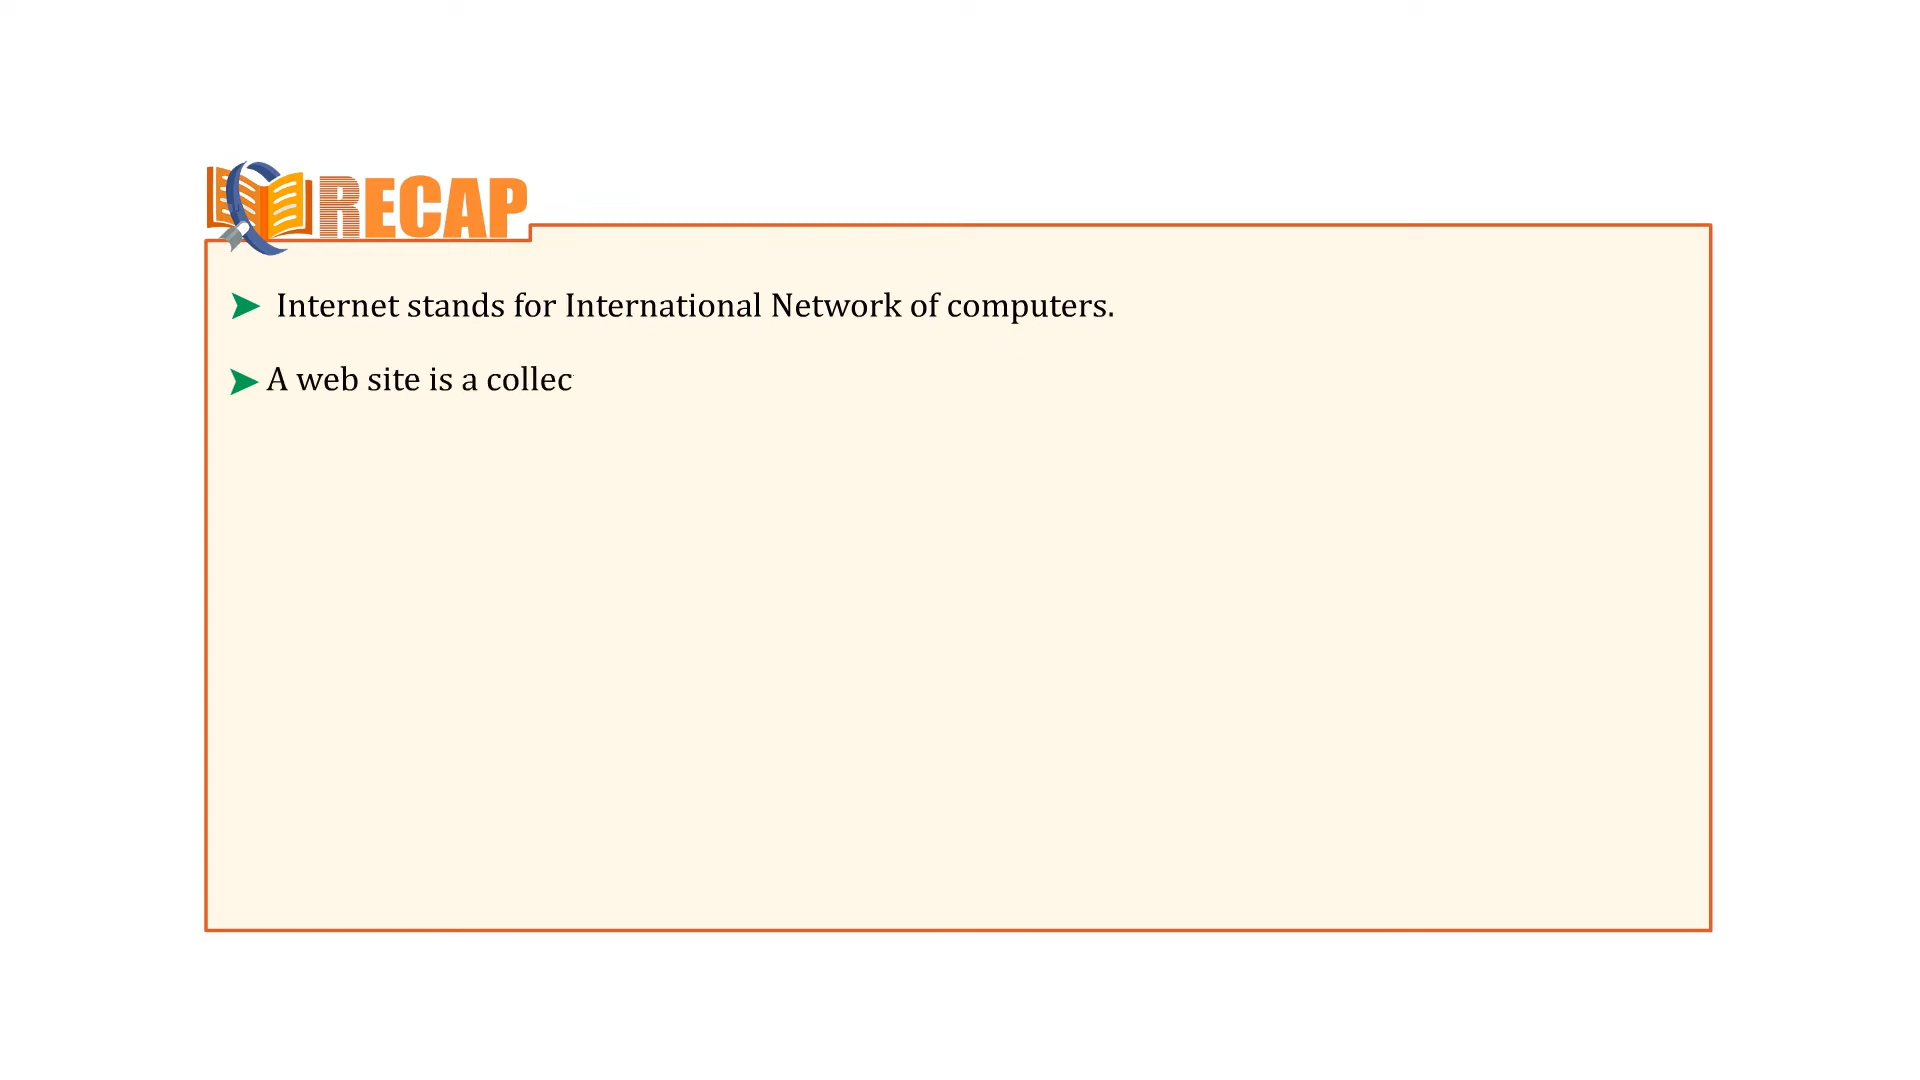 RECAP
Internet stands for International Network of computers.
A web site is a collec